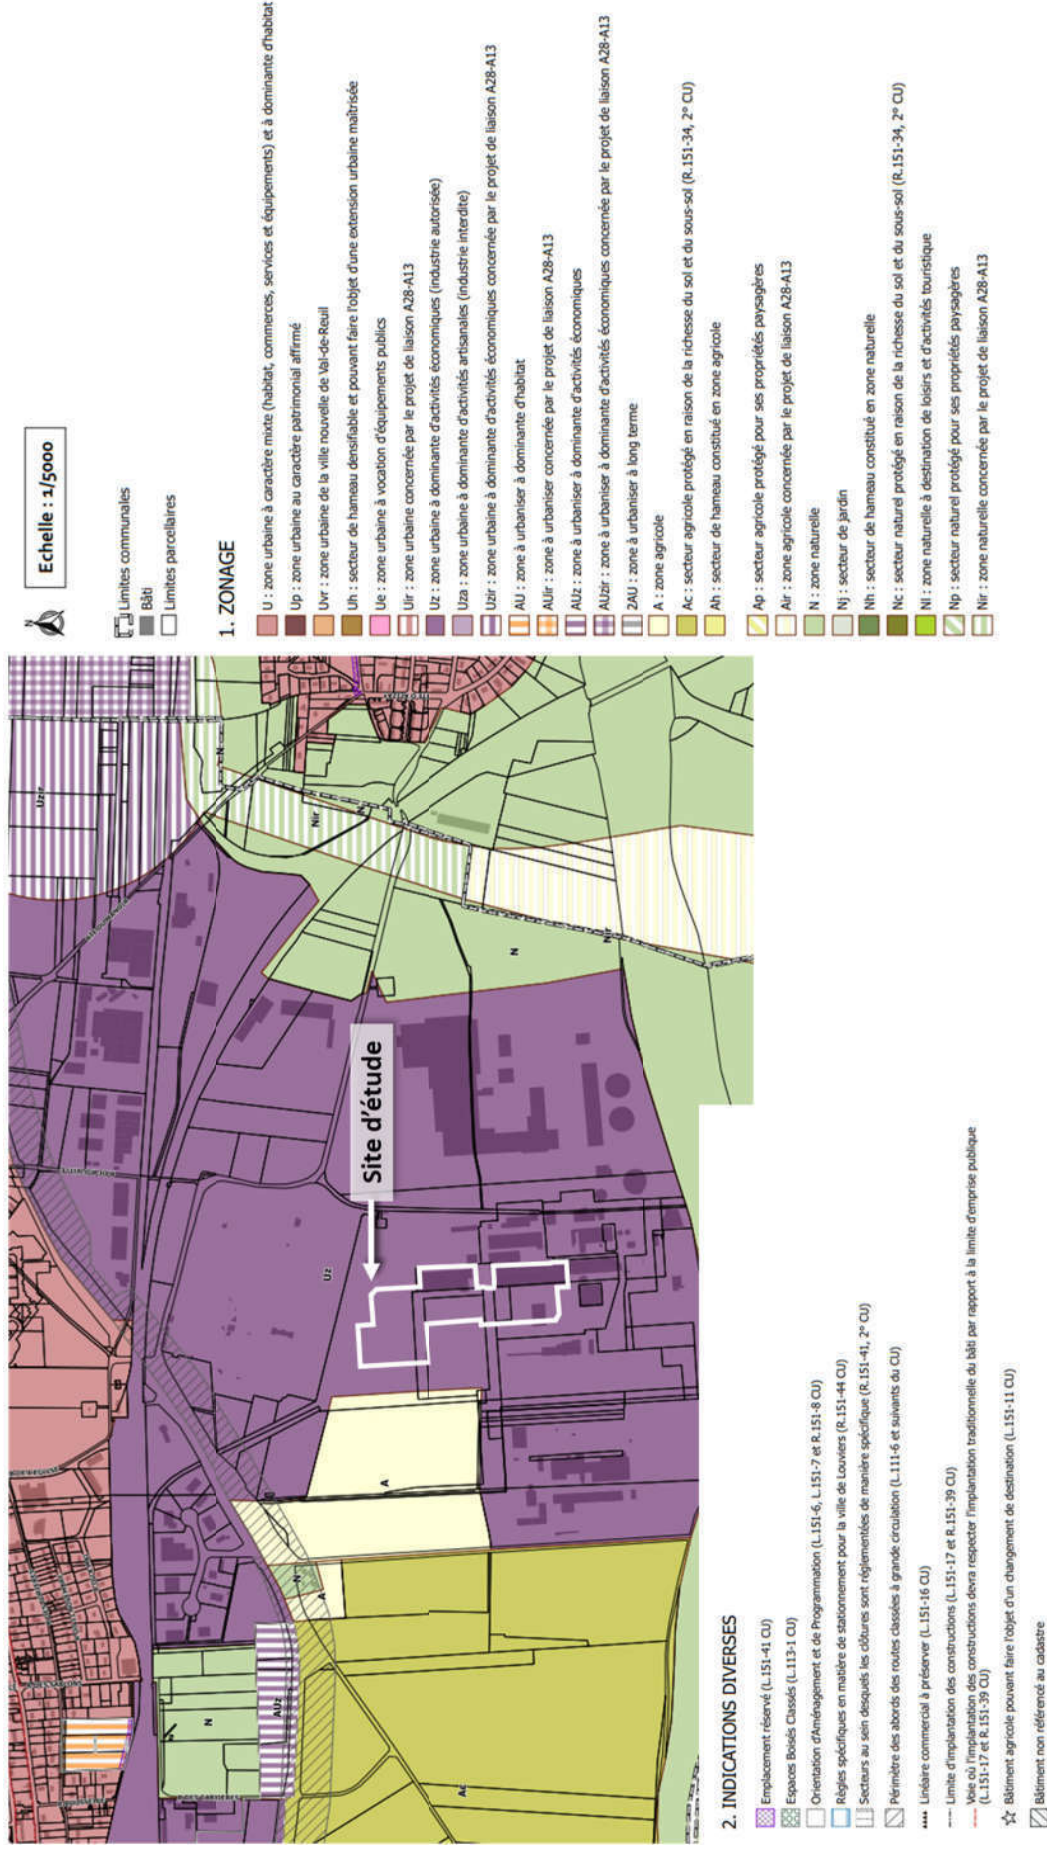 N
Echelle : 1/5000
Limites communales
Bâti
Limites parcellaires
1. ZONAGE
U : zone urbaine à caractère mixte (habitat, commerces, services et équipements) et à dominante d'habitat
Up : zone urbaine au caractère patrimonial affirmé
Uvr : zone urbaine de la ville nouvelle de Val-de-Reuil
Uh : secteur de hameau densifiable et pouvant faire l'objet d'une extension urbaine maîtrisée
Ue : zone urbaine à vocation d'équipements publics
Uir : zone urbaine concernée par le projet de liaison A28-A13
Uz : zone urbaine à dominante d'activités économiques (industrie autorisée)
Uza : zone urbaine à dominante d'activités artisanales (industrie interdite)
Uzir : zone urbaine à dominante d'activités économiques concernée par le projet de liaison A28-A13
AU : zone à urbaniser à dominante d'habitat
AUir : zone à urbaniser concernée par le projet de liaison A28-A13
AUz : zone à urbaniser à dominante d'activités économiques
AUzir : zone à urbaniser à dominante d'activités économiques concernée par le projet de liaison A28-A13
2AU : zone à urbaniser à long terme
A : zone agricole
Ac : secteur agricole protégé en raison de la richesse du sol et du sous-sol (R.151-34, 2° CU)
Ah : secteur de hameau constitué en zone agricole
Ap : secteur agricole protégé pour ses propriétés paysagères
Air : zone agricole concernée par le projet de liaison A28-A13
N : zone naturelle
Nj : secteur de jardin
Nh : secteur de hameau constitué en zone naturelle
Nc : secteur naturel protégé en raison de la richesse du sol et du sous-sol (R.151-34, 2° CU)
Nl : zone naturelle à destination de loisirs et d'activités touristique
Np : secteur naturel protégé pour ses propriétés paysagères
Nir : zone naturelle concernée par le projet de liaison A28-A13
Uzir
N
Nir
N
N
Nir
Site d'étude
Uz
A
N
A
AUz
N
Ac
2. INDICATIONS DIVERSES
Emplacement réservé (L.151-41 CU)
Espaces Boisés Classés (L.113-1 CU)
Orientation d'Aménagement et de Programmation (L.151-6, L.151-7 et R.151-8 CU)
Règles spécifiques en matière de stationnement pour la ville de Louviers (R.151-44 CU)
Secteurs au sein desquels les clôtures sont réglementées de manière spécifique (R.151-41, 2° CU)
Périmètre des abords des routes classées à grande circulation (L.111-6 et suivants du CU)
Linéaire commercial à préserver (L.151-16 CU)
Limite d'implantation des constructions (L.151-17 et R.151-39 CU)
Voie où l'implantation des constructions devra respecter l'implantation traditionnelle du bâti par rapport à la limite d'emprise publique
(L.151-17 et R.151-39 CU)
Bâtiment agricole pouvant faire l'objet d'un changement de destination (L.151-11 CU)
Bâtiment non référencé au cadastre